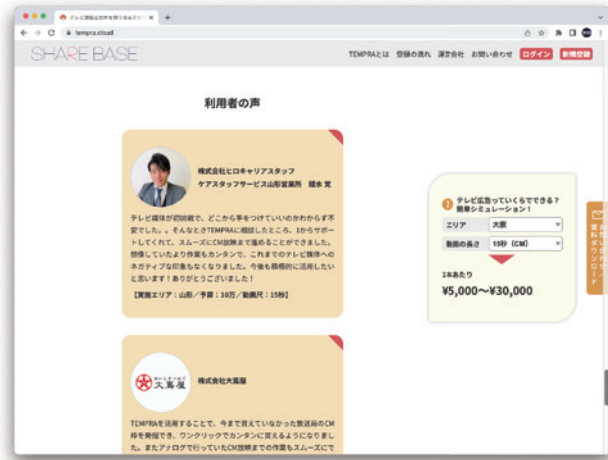 テレビ
tempra.cloud
SHARE BASE
TEMPRAとは 登録の流れ 運営会社 お問い合わせ ログイン 新規登録
利用者の声
株式会社ヒロキャリアスタッフ
ケアスタッフサービス山形営業所
テレビ媒体が初挑戦で、どこから手をつけていいのかわからず不
安でした。。そんなときTEMPRAに相談したところ、1からサポー
トしてくれて、スムーズにCM放映まで進めることができました。
想像していたより作業もカンタンで、これまでのテレビ媒体への
ネガティブな印象もなくなりました。今後も積極的に活用したい
と思います！ありがとうございました！
【実施エリア：山形／予算：10万／動画尺：15秒】
大蔦屋
株式会社大蔦屋
TEMPRAを活用することで、今まで買えていなかった放送局のCM
枠を発掘でき、ワンクリックでカンタンに買えるようになりまし
た。またアナログで行っていたCM放映までの作業もスムーズにで
テレビ広告っていくらでできる？
簡単シミュレーション！
エリア 大阪
動画の長さ 15秒（CM）
1本あたり
¥5,000〜¥30,000
お問い合わせ／
資料ダウンロード